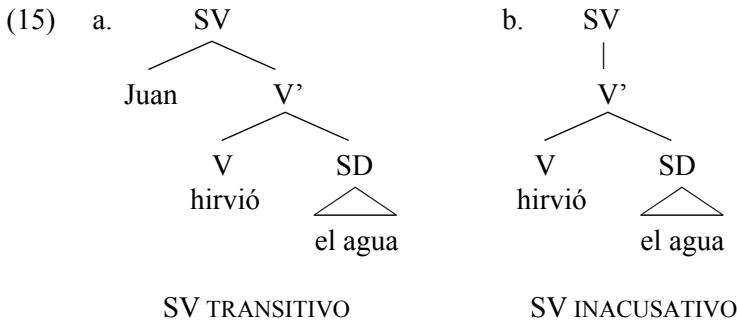 (15) a. SV b. SV
Juan V’ V’
V SD V SD
hirvió hirvió
el agua el agua
SV TRANSITIVO SV INACUSATIVO